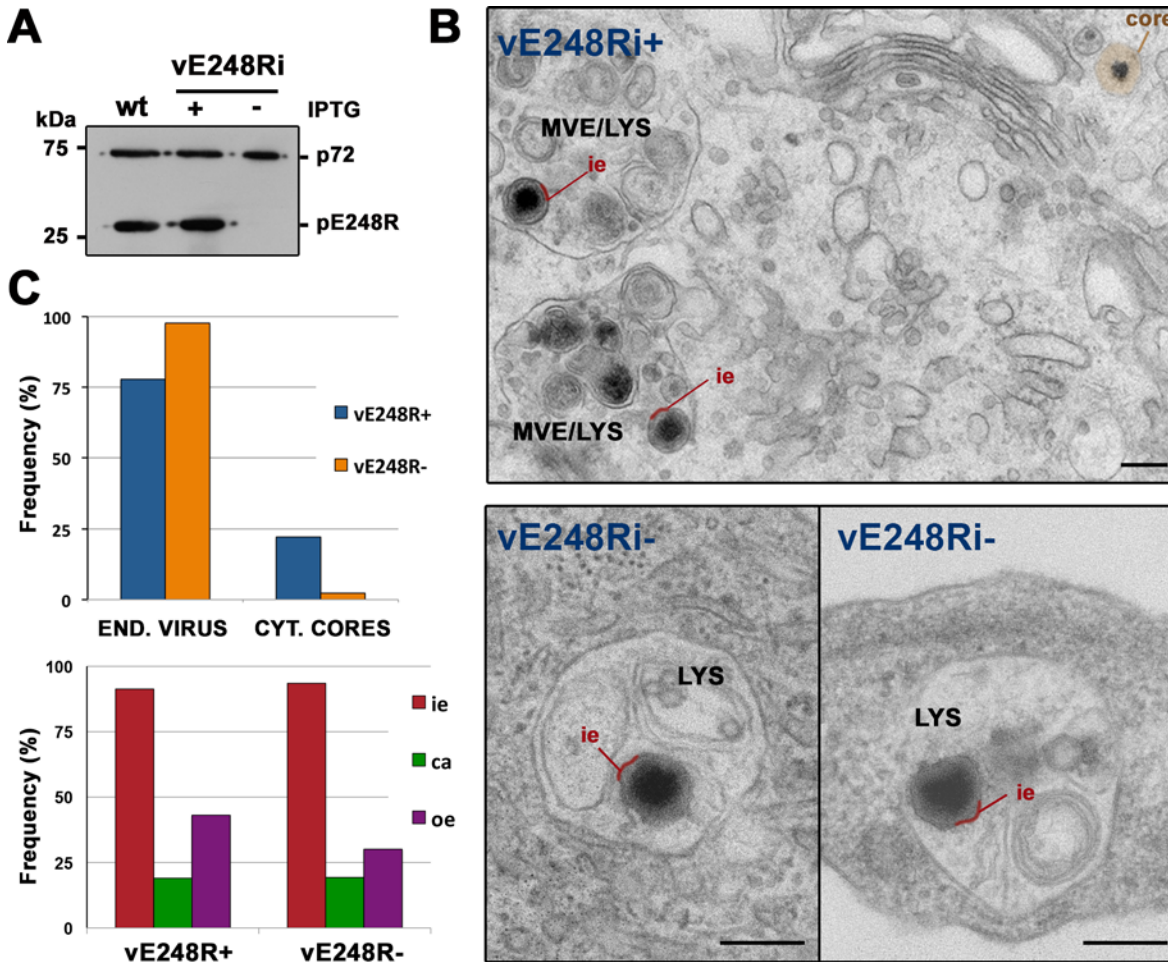 A
vE248Ri
wt + - IPTG
kDa
75
p72
pE248R
25
B
vE248Ri+
core
MVE/LYS
ie
ie
MVE/LYS
C
100
75
50
25
0
Frequency (%)
vE248R+
vE248R-
END. VIRUS CYT. CORES
100
75
50
25
0
Frequency (%)
ie
ca
oe
vE248R+ vE248R-
vE248Ri-
LYS
ie
vE248Ri-
LYS
ie